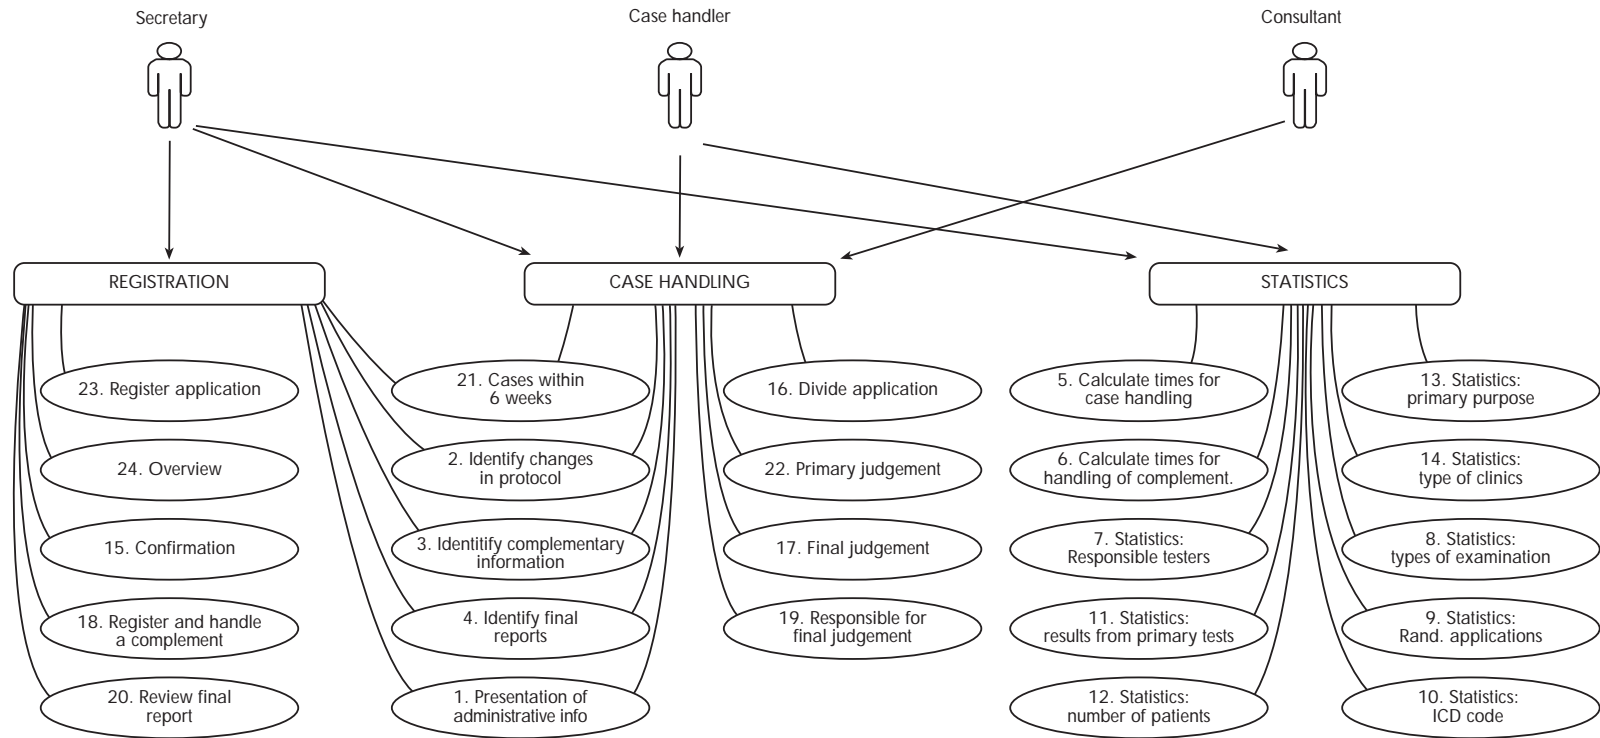 Secretary
Case handler
Consultant
REGISTRATION
CASE HANDLING
STATISTICS
23. Register application
24. Overview
15. Confirmation
18. Register and handle
a complement
20. Review final
report
21. Cases within
6 weeks
2. Identify changes
in protocol
3. Identitify complementary
information
4. Identify final
reports
1. Presentation of
administrative info
16. Divide application
22. Primary judgement
17. Final judgement
19. Responsible for
final judgement
5. Calculate times for
case handling
6. Calculate times for
handling of complement.
7. Statistics:
Responsible testers
11. Statistics:
results from primary tests
12. Statistics:
number of patients
13. Statistics:
primary purpose
14. Statistics:
type of clinics
8. Statistics:
types of examination
9. Statistics:
Rand. applications
10. Statistics:
ICD code